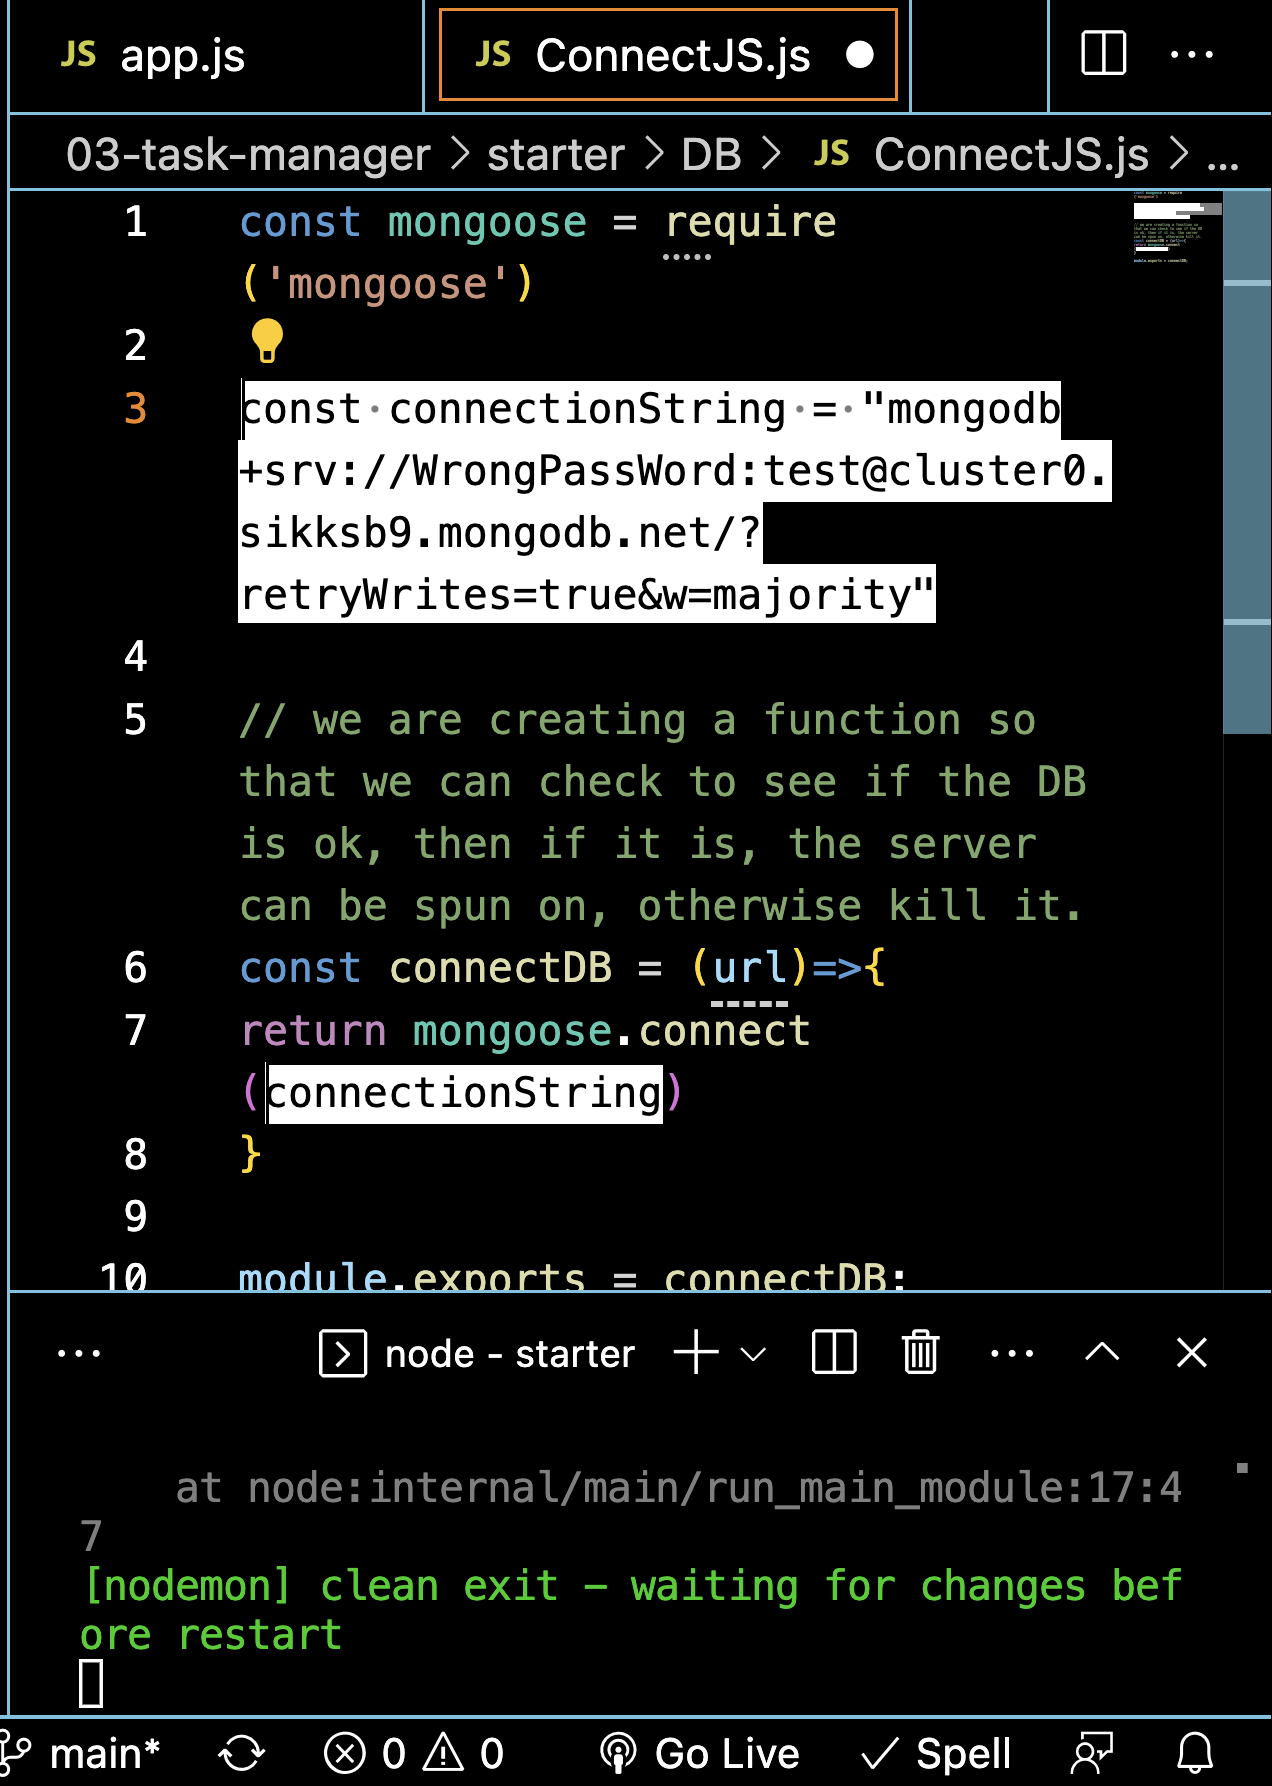 JS app.js
JS ConnectJS.js
03-task-manager > starter > DB > JS ConnectJS.js > ...
1 const mongoose = require
('mongoose')
2
3 const connectionString = "mongodb
+srv://WrongPassWord:test@cluster0.
sikksb9.mongodb.net/?
retryWrites=true&w=majority"
4
5 // we are creating a function so
that we can check to see if the DB
is ok, then if it is, the server
can be spun on, otherwise kill it.
6 const connectDB = (url)=>{
7 return mongoose.connect
(connectionString)
8 }
9
10 module.exports = connectDB;
node - starter
at node:internal/main/run_main_module:17:4
7
[nodemon] clean exit - waiting for changes bef
ore restart
main* 0 0 Go Live Spell